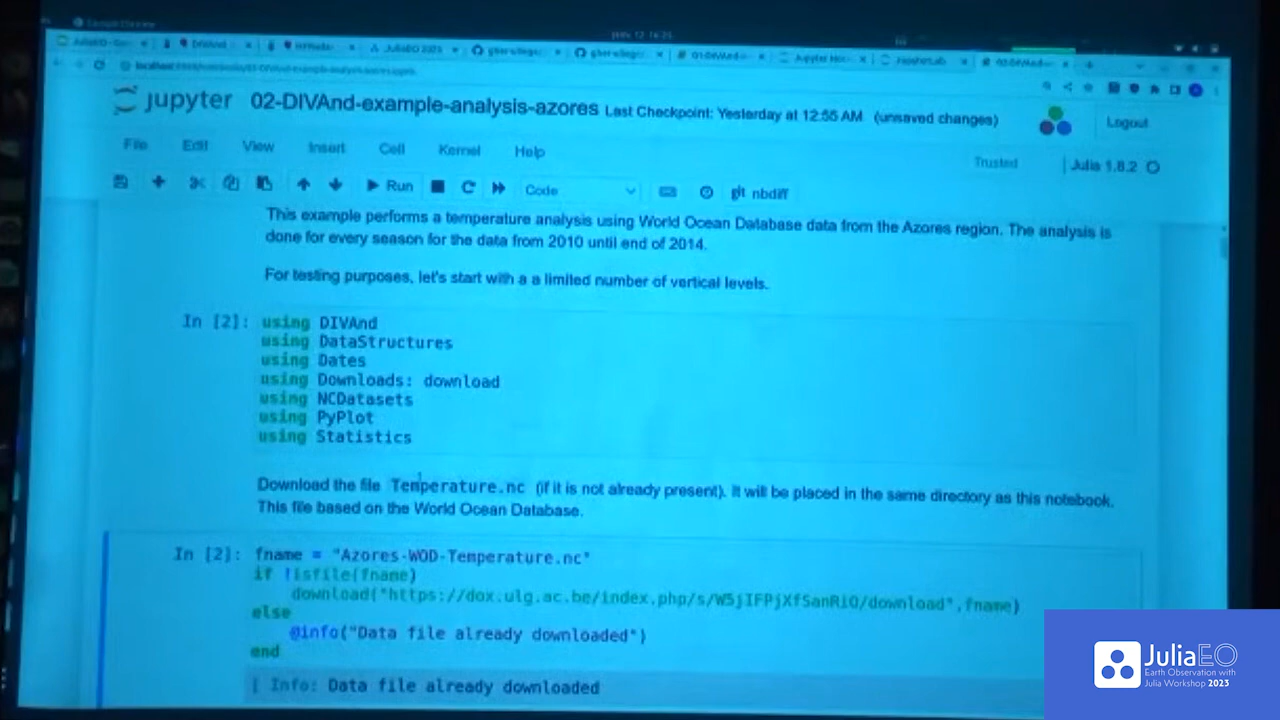 jupyter 02-DIVAnd-example-analysis-azores Last Checkpoint: Yesterday at 12:55 AM (unsaved changes)
Logout
File Edit View Insert Cell Kernel Help
Trusted
Julia 1.8.2
Run
Code
git nbdiff
This example performs a temperature analysis using World Ocean Database data from the Azores region. The analysis is
done for every season for the data from 2010 until end of 2014.
For testing purposes, let's start with a a limited number of vertical levels.
In [2]: using DIVAnd
using DataStructures
using Dates
using Downloads: download
using NCDatasets
using PyPlot
using Statistics
Download the file Temperature.nc (if it is not already present). It will be placed in the same directory as this notebook.
This file based on the World Ocean Database.
In [2]: fname = "Azores-WOD-Temperature.nc"
if !isfile(fname)
download("https://dox.ulg.ac.be/index.php/s/W5jIFPjXfSanRiO/download",fname)
else
@info("Data file already downloaded")
end
[ Info: Data file already downloaded
JuliaEO
Earth Observation with
Julia Workshop 2023